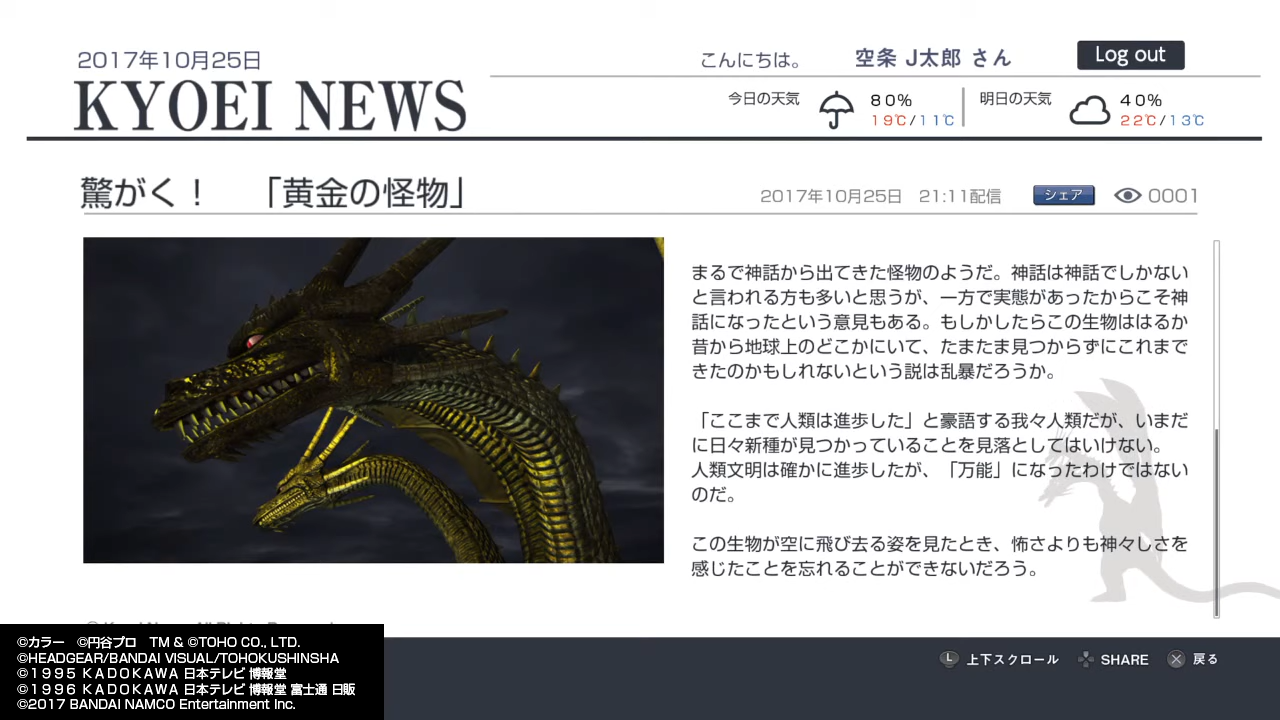 2017年10月25日
KYOEI NEWS
こんにちは。 空条 J太郎 さん Log out
今日の天気 80% 19℃/11℃ 明日の天気 40% 22℃/13℃
驚がく! 「黄金の怪物」
2017年10月25日 21:11配信 シェア 0001
まるで神話から出てきた怪物のようだ。神話は神話でしかない
と言われる方も多いと思うが、一方で実態があったからこそ神
話になったという意見もある。もしかしたらこの生物ははるか
昔から地球上のどこかにいて、たまたま見つからずにこれまで
きたのかもしれないという説は乱暴だろうか。
「ここまで人類は進歩した」と豪語する我々人類だが、いまだ
に日々新種が見つかっていることを見落としてはいけない。
人類文明は確かに進歩したが、「万能」になったわけではない
のだ。
この生物が空に飛び去る姿を見たとき、怖さよりも神々しさを
感じたことを忘れることができないだろう。
©カラー ©円谷プロ TM & ©TOHO CO., LTD.
©HEADGEAR/BANDAI VISUAL/TOHOKUSHINSHA
©1995 KADOKAWA 日本テレビ 博報堂
©1996 KADOKAWA 日本テレビ 博報堂 富士通 日販
©2017 BANDAI NAMCO Entertainment Inc.
L 上下スクロール SHARE 戻る